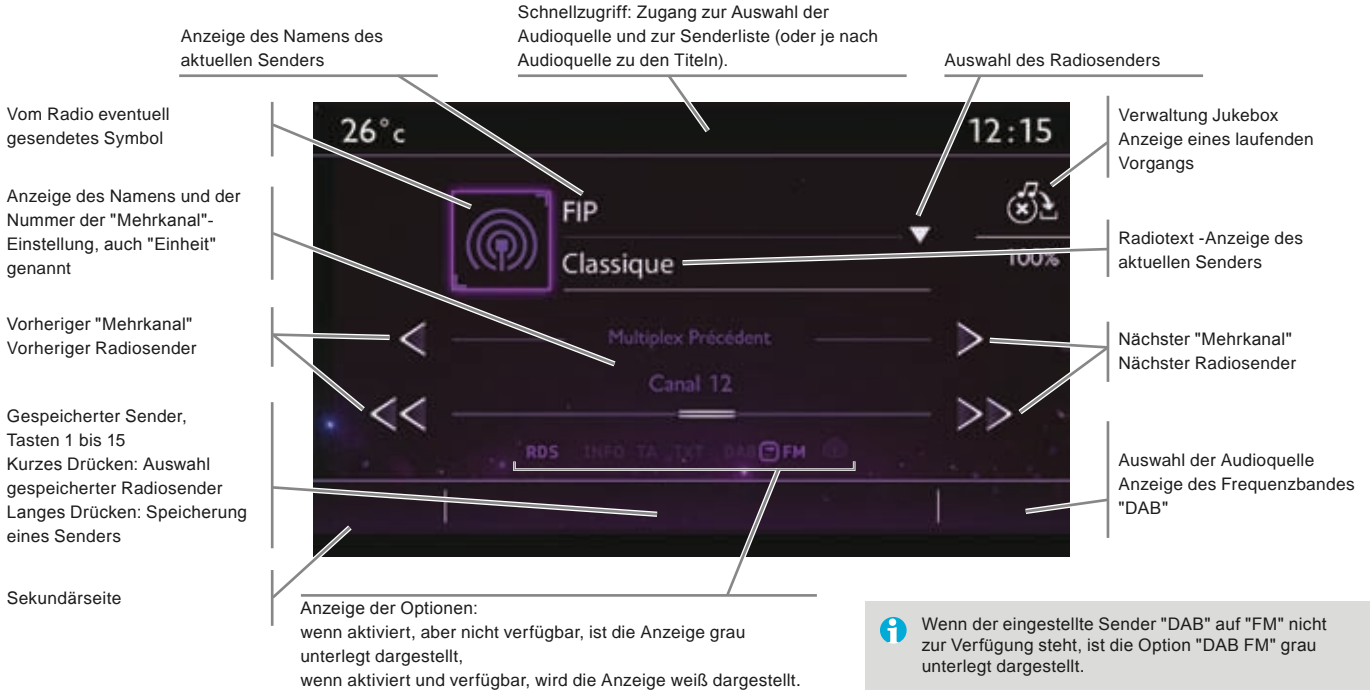 Schnellzugriff: Zugang zur Auswahl der
Audioquelle und zur Senderliste (oder je nach
Audioquelle zu den Titeln).
Anzeige des Namens des
aktuellen Senders
Auswahl des Radiosenders
Vom Radio eventuell
gesendetes Symbol
Anzeige des Namens und der
Nummer der "Mehrkanal"-
Einstellung, auch "Einheit"
genannt
Vorheriger "Mehrkanal"
Vorheriger Radiosender
Gespeicherter Sender,
Tasten 1 bis 15
Kurzes Drücken: Auswahl
gespeicherter Radiosender
Langes Drücken: Speicherung
eines Senders
Sekundärseite
26°c
12:15
FIP
Classique
100%
Multiplex Précédent
Canal 12
RDS INFO TA TXT DAB FM
Verwaltung Jukebox
Anzeige eines laufenden
Vorgangs
Radiotext -Anzeige des
aktuellen Senders
Nächster "Mehrkanal"
Nächster Radiosender
Auswahl der Audioquelle
Anzeige des Frequenzbandes
"DAB"
Anzeige der Optionen:
wenn aktiviert, aber nicht verfügbar, ist die Anzeige grau
unterlegt dargestellt,
wenn aktiviert und verfügbar, wird die Anzeige weiß dargestellt.
Wenn der eingestellte Sender "DAB" auf "FM" nicht
zur Verfügung steht, ist die Option "DAB FM" grau
unterlegt dargestellt.